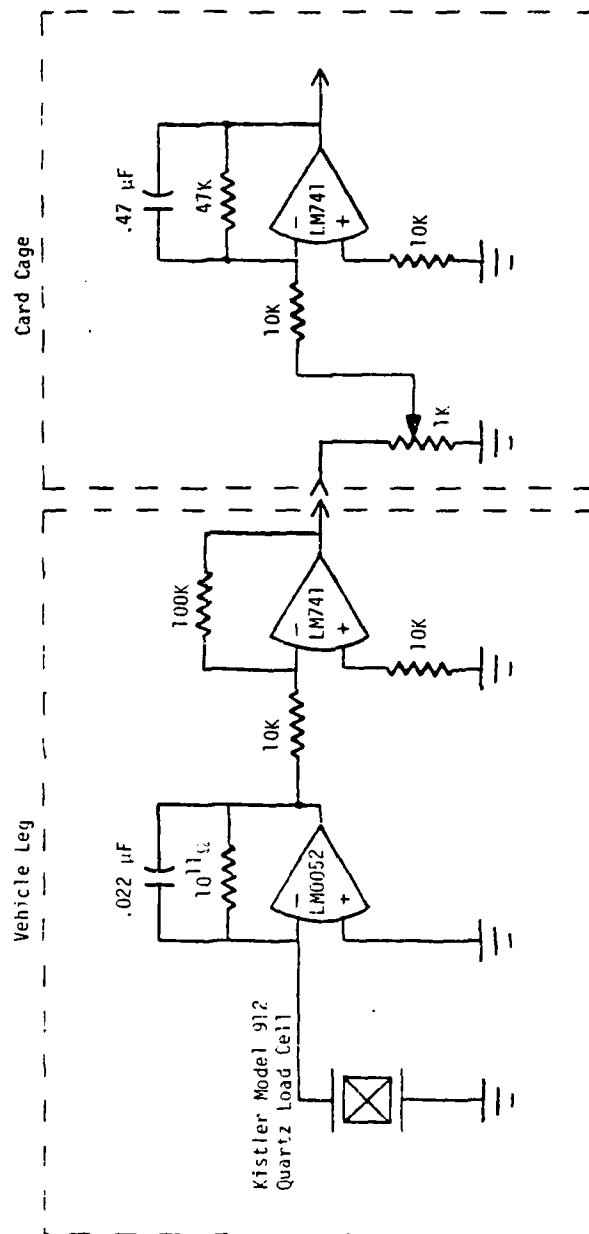 Vehicle Leg
Card Cage
Kistler Model 912
Quartz Load Cell
.022 µF
10¹¹Ω
LM0052
-
+
10K
100K
LM741
-
+
10K
1K
10K
.47 µF
47K
LM741
-
+
10K